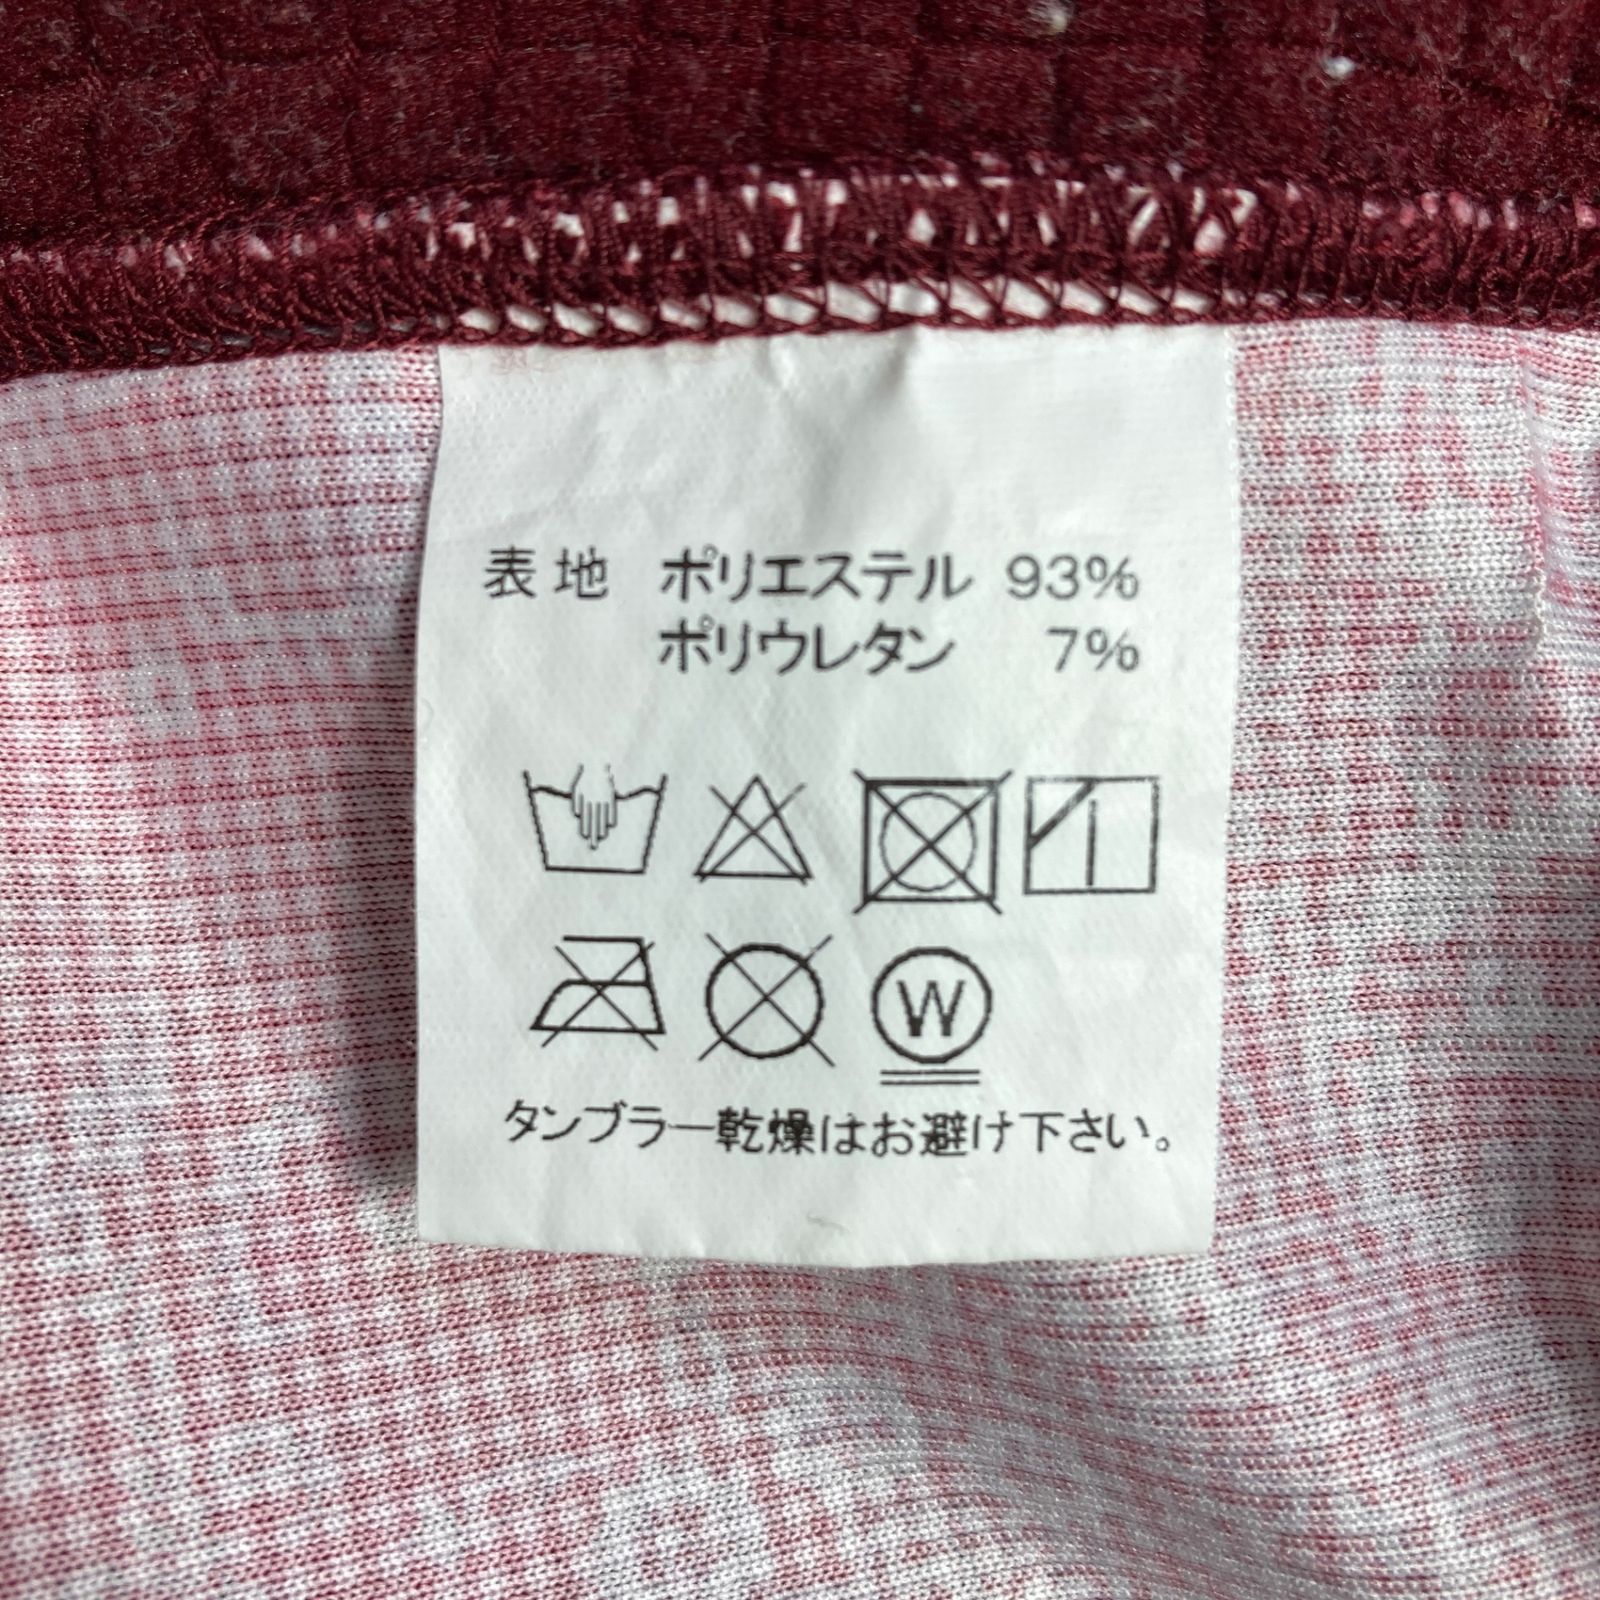 表地 ポリエステル 93%
ポリウレタン 7%
W
タンブラー乾燥はお避け下さい。